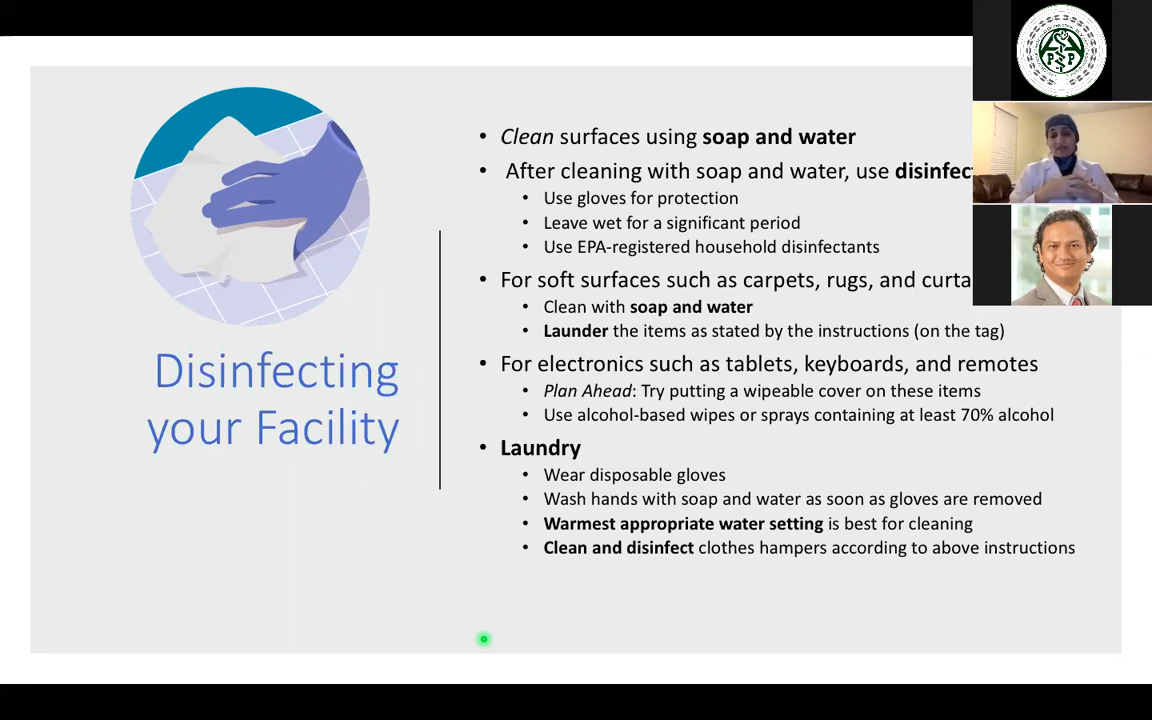 Clean surfaces using soap and water
After cleaning with soap and water, use
Use gloves for protection
Leave wet for a significant period
Use EPA-registered household disinfectants
For soft surfaces such as carpets, rugs, and
Clean with soap and water
Launder the items as stated by the instructions (on the tag)
For electronics such as tablets, keyboards, and remotes
Plan Ahead: Try putting a wipeable cover on these items
Use alcohol-based wipes or sprays containing at least 70% alcohol
Laundry
Wear disposable gloves
Wash hands with soap and water as soon as gloves are removed
Warmest appropriate water setting is best for cleaning
Clean and disinfect clothes hampers according to above instructions
Disinfecting
your Facility
P P